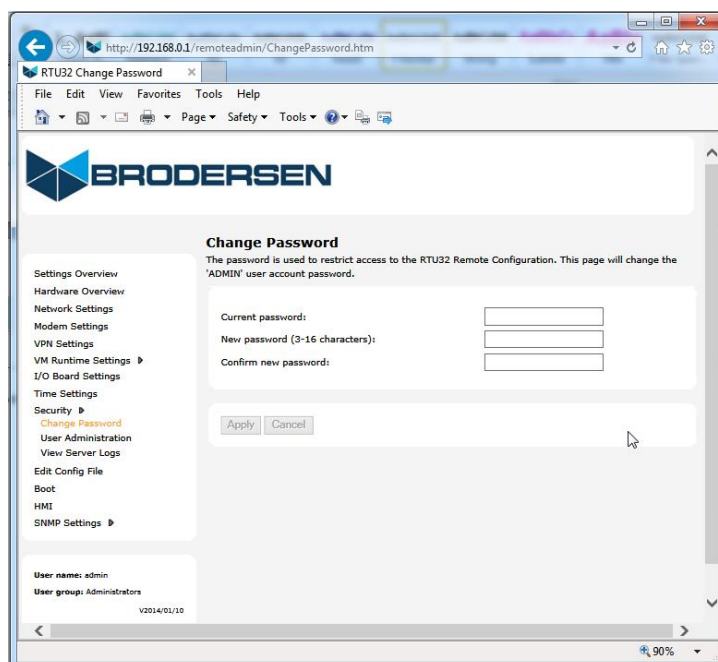 http://192.168.0.1/remoteadmin/ChangePassword.htm
RTU32 Change Password
File Edit View Favorites Tools Help
Page Safety Tools
BRODERSEN
Settings Overview
Hardware Overview
Network Settings
Modem Settings
VPN Settings
VM Runtime Settings
I/O Board Settings
Time Settings
Security
Change Password
User Administration
View Server Logs
Edit Config File
Boot
HMI
SNMP Settings
User name: admin
User group: Administrators
V2014/01/10
Change Password
The password is used to restrict access to the RTU32 Remote Configuration. This page will change the
'ADMIN' user account password.
Current password:
New password (3-16 characters):
Confirm new password:
Apply Cancel
90%